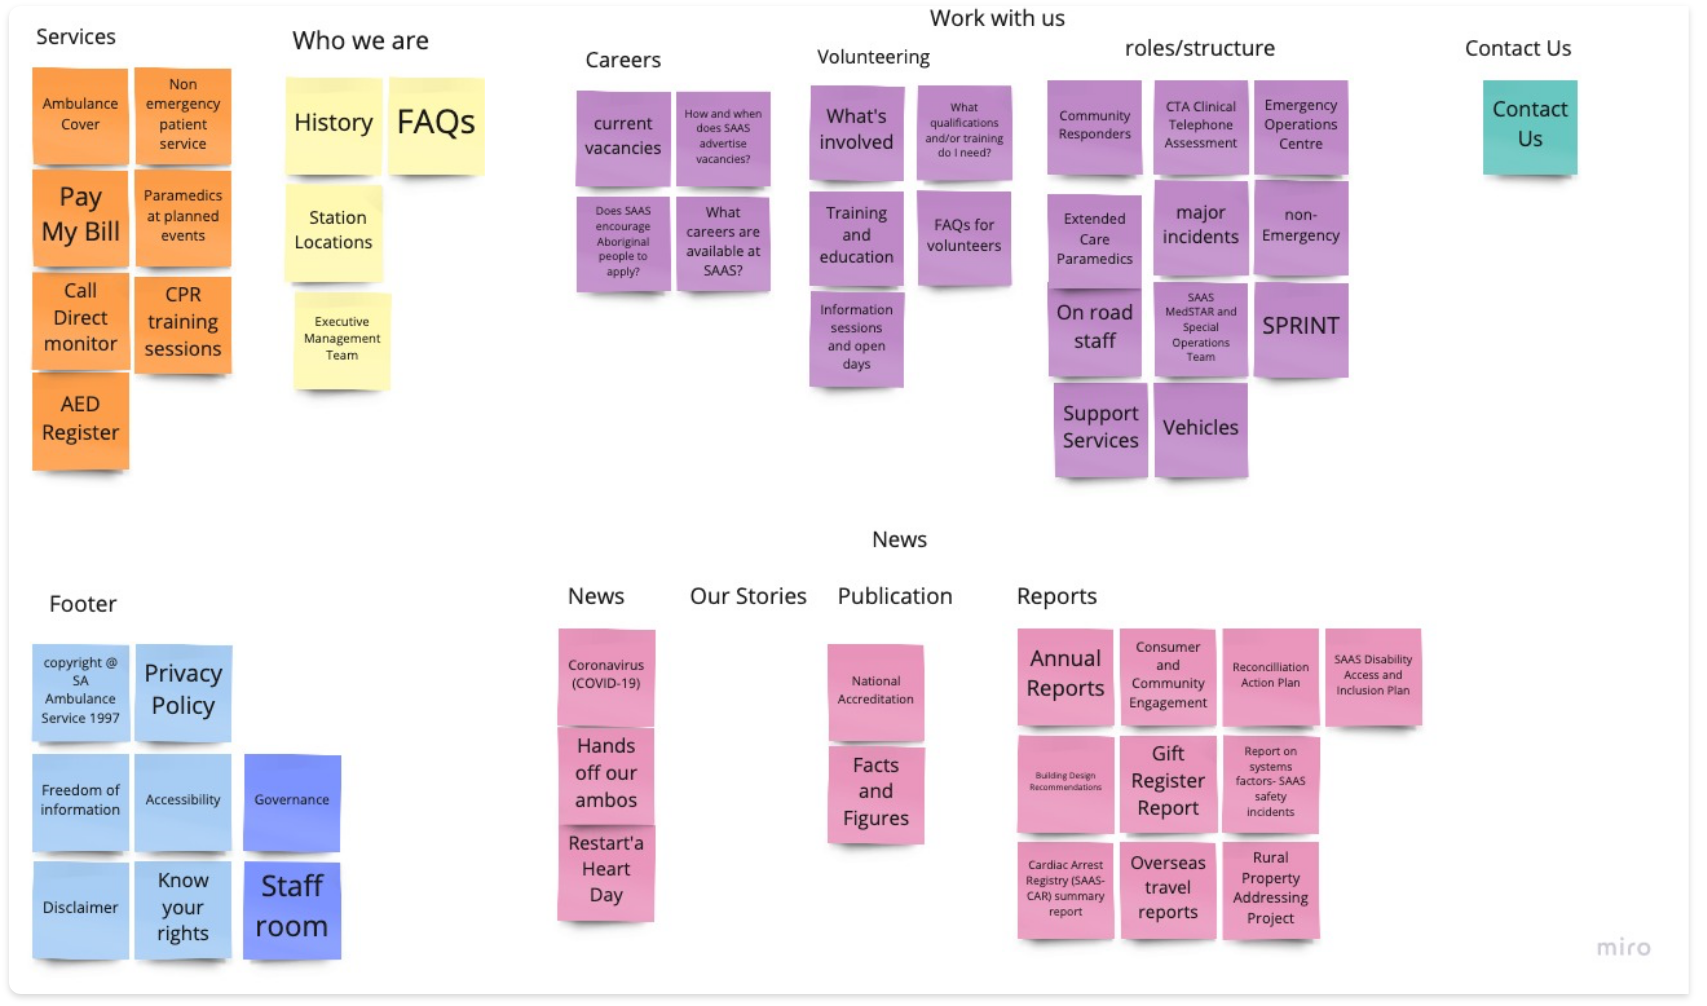 Services
Ambulance
Cover
Non
emergency
patient
service
Pay
My Bill
Paramedics
at planned
events
Call
Direct
monitor
CPR
training
sessions
AED
Register
Who we are
History
FAQs
Station
Locations
Executive
Management
Team
Work with us
Careers
current
vacancies
How and when
does SAAS
advertise
vacancies?
Does SAAS
encourage
Aboriginal
people to
apply?
What
careers are
available at
SAAS?
Volunteering
What's
involved
What
qualifications
and/or training
do I need?
Training
and
education
FAQs for
volunteers
Information
sessions
and open
days
roles/structure
Community
Responders
CTA Clinical
Telephone
Assessment
Emergency
Operations
Centre
Extended
Care
Paramedics
major
incidents
non-
Emergency
On road
staff
SAAS
MedSTAR and
Special
Operations
Team
SPRINT
Support
Services
Vehicles
Contact Us
Contact
Us
Footer
copyright @
SA
Ambulance
Service 1997
Privacy
Policy
Freedom of
information
Accessibility
Governance
Disclaimer
Know
your
rights
Staff
room
News
News
Coronavirus
(COVID-19)
Hands
off our
ambos
Restart'a
Heart
Day
Our Stories
Publication
National
Accreditation
Facts
and
Figures
Reports
Annual
Reports
Consumer
and
Community
Engagement
Reconcilliation
Action Plan
SAAS Disability
Access and
Inclusion Plan
Building Design
Recommendations
Gift
Register
Report
Report on
systems
factors- SAAS
safety
incidents
Cardiac Arrest
Registry (SAAS-
CAR) summary
report
Overseas
travel
reports
Rural
Property
Addressing
Project
miro